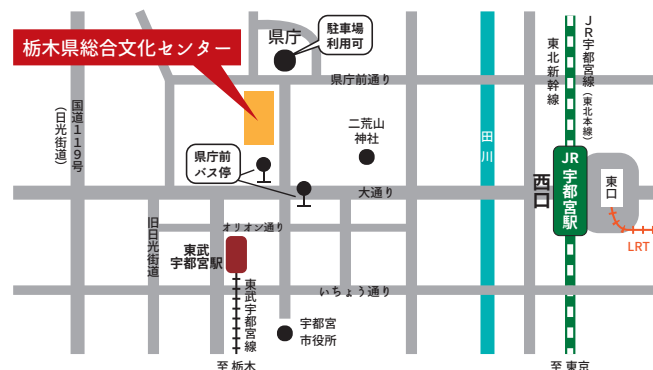 栃木県総合文化センター
県庁
駐車場
利用可
県庁前通り
東北新幹線
JR宇都宮線(東北本線)
国道119号
(日光街道)
二荒山
神社
田川
県庁前
バス停
大通り
西口
JR
宇都宮駅
東口
LRT
旧日光街道
オリオン通り
東武
宇都宮駅
東武宇都宮線
いちょう通り
宇都宮
市役所
至 栃木
至 東京